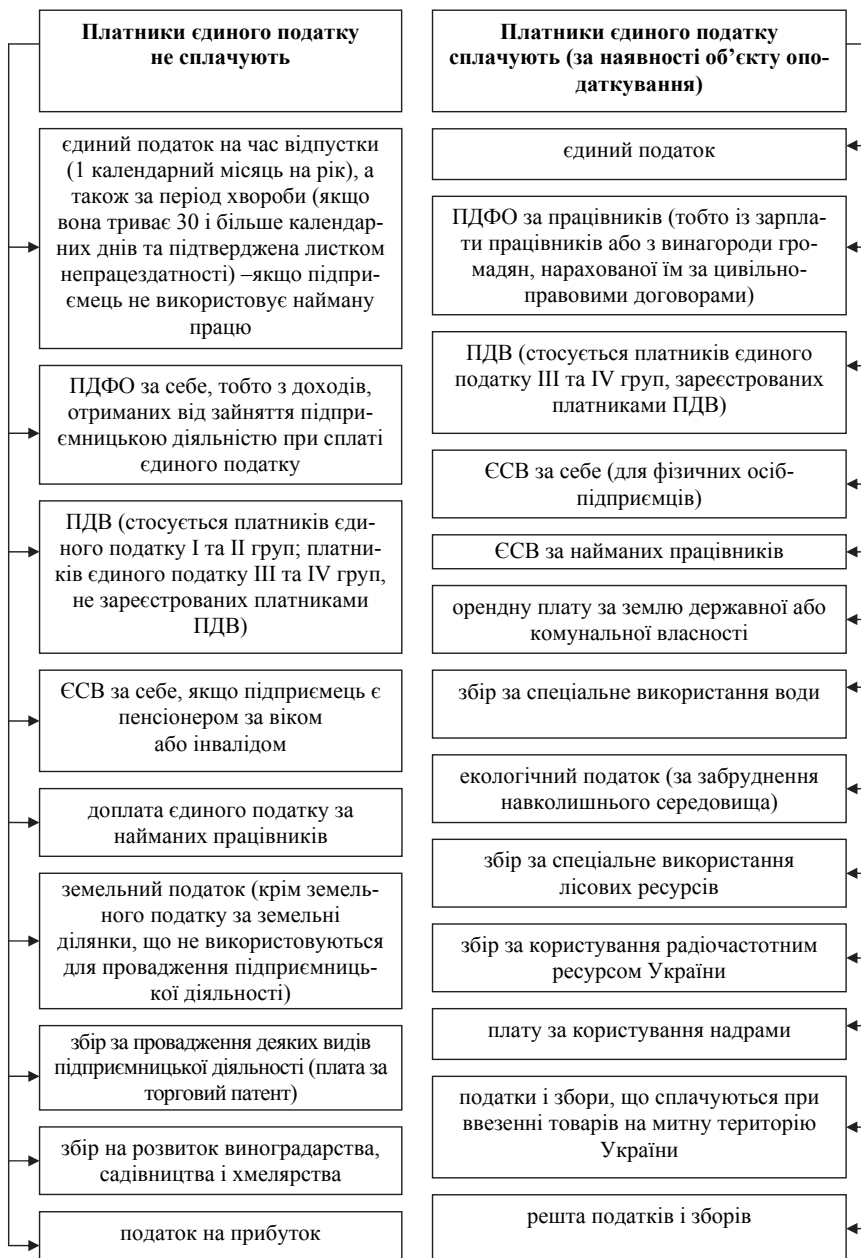 Платники єдиного податку
не сплачують
єдиний податок на час відпустки
(1 календарний місяць на рік), а
також за період хвороби (якщо
вона триває 30 і більше календар-
них днів та підтверджена листком
непрацездатності) –якщо підпри-
ємець не використовує найману
працю
ПДФО за себе, тобто з доходів,
отриманих від зайняття підпри-
ємницькою діяльністю при сплаті
єдиного податку
ПДВ (стосується платників єди-
ного податку I та II груп; платни-
ків єдиного податку III та IV груп,
не зареєстрованих платниками
ПДВ)
ЄСВ за себе, якщо підприємець є
пенсіонером за віком
або інвалідом
доплата єдиного податку за
найманих працівників
земельний податок (крім земель-
ного податку за земельні
ділянки, що не використовуються
для провадження підприємниць-
кої діяльності)
збір за провадження деяких видів
підприємницької діяльності (плата за
торговий патент)
збір на розвиток виноградарства,
садівництва і хмелярства
податок на прибуток
Платники єдиного податку
сплачують (за наявності об’єкту опо-
даткування)
єдиний податок
ПДФО за працівників (тобто із зарпла-
ти працівників або з винагороди гро-
мадян, нарахованої їм за цивільно-
правовими договорами)
ПДВ (стосується платників єдиного
податку III та IV груп, зареєстрованих
платниками ПДВ)
ЄСВ за себе (для фізичних осіб-
підприємців)
ЄСВ за найманих працівників
орендну плату за землю державної або
комунальної власності
збір за спеціальне використання води
екологічний податок (за забруднення
навколишнього середовища)
збір за спеціальне використання
лісових ресурсів
збір за користування радіочастотним
ресурсом України
плату за користування надрами
податки і збори, що сплачуються при
ввезенні товарів на митну територію
України
решта податків і зборів